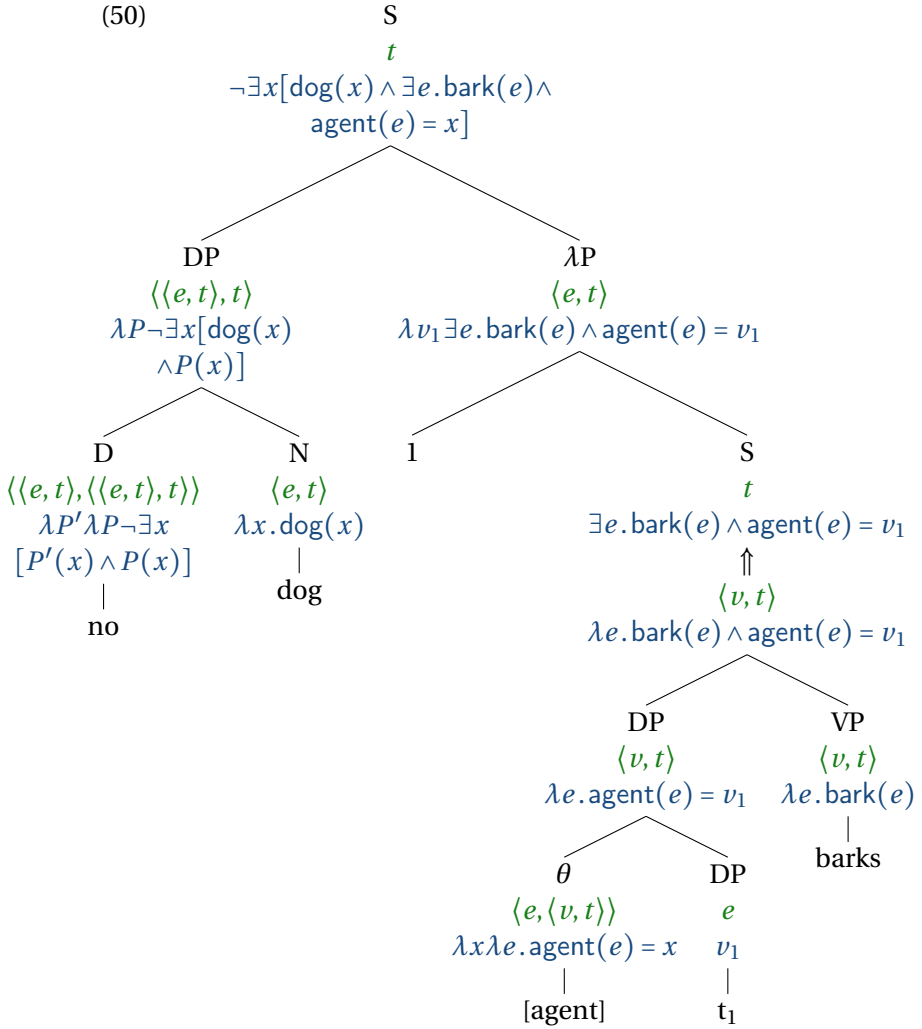 (50) S
t
¬∃x[dog(x) ∧ ∃e.bark(e)∧
agent(e) = x]
DP λP
⟨⟨e, t⟩, t⟩ ⟨e, t⟩
λP¬∃x[dog(x) λv₁∃e.bark(e) ∧ agent(e) = v₁
∧P(x)]
D N 1 S
⟨⟨e, t⟩,⟨⟨e, t⟩, t⟩⟩ ⟨e, t⟩ t
λP′λP¬∃x λx.dog(x) ∃e.bark(e) ∧ agent(e) = v₁
[P′(x) ∧ P(x)] ⇑
dog ⟨v, t⟩
no λe.bark(e) ∧ agent(e) = v₁
DP VP
⟨v, t⟩ ⟨v, t⟩
λe.agent(e) = v₁ λe.bark(e)
θ DP barks
⟨e,⟨v, t⟩⟩ e
λxλe.agent(e) = x v₁
[agent] t₁